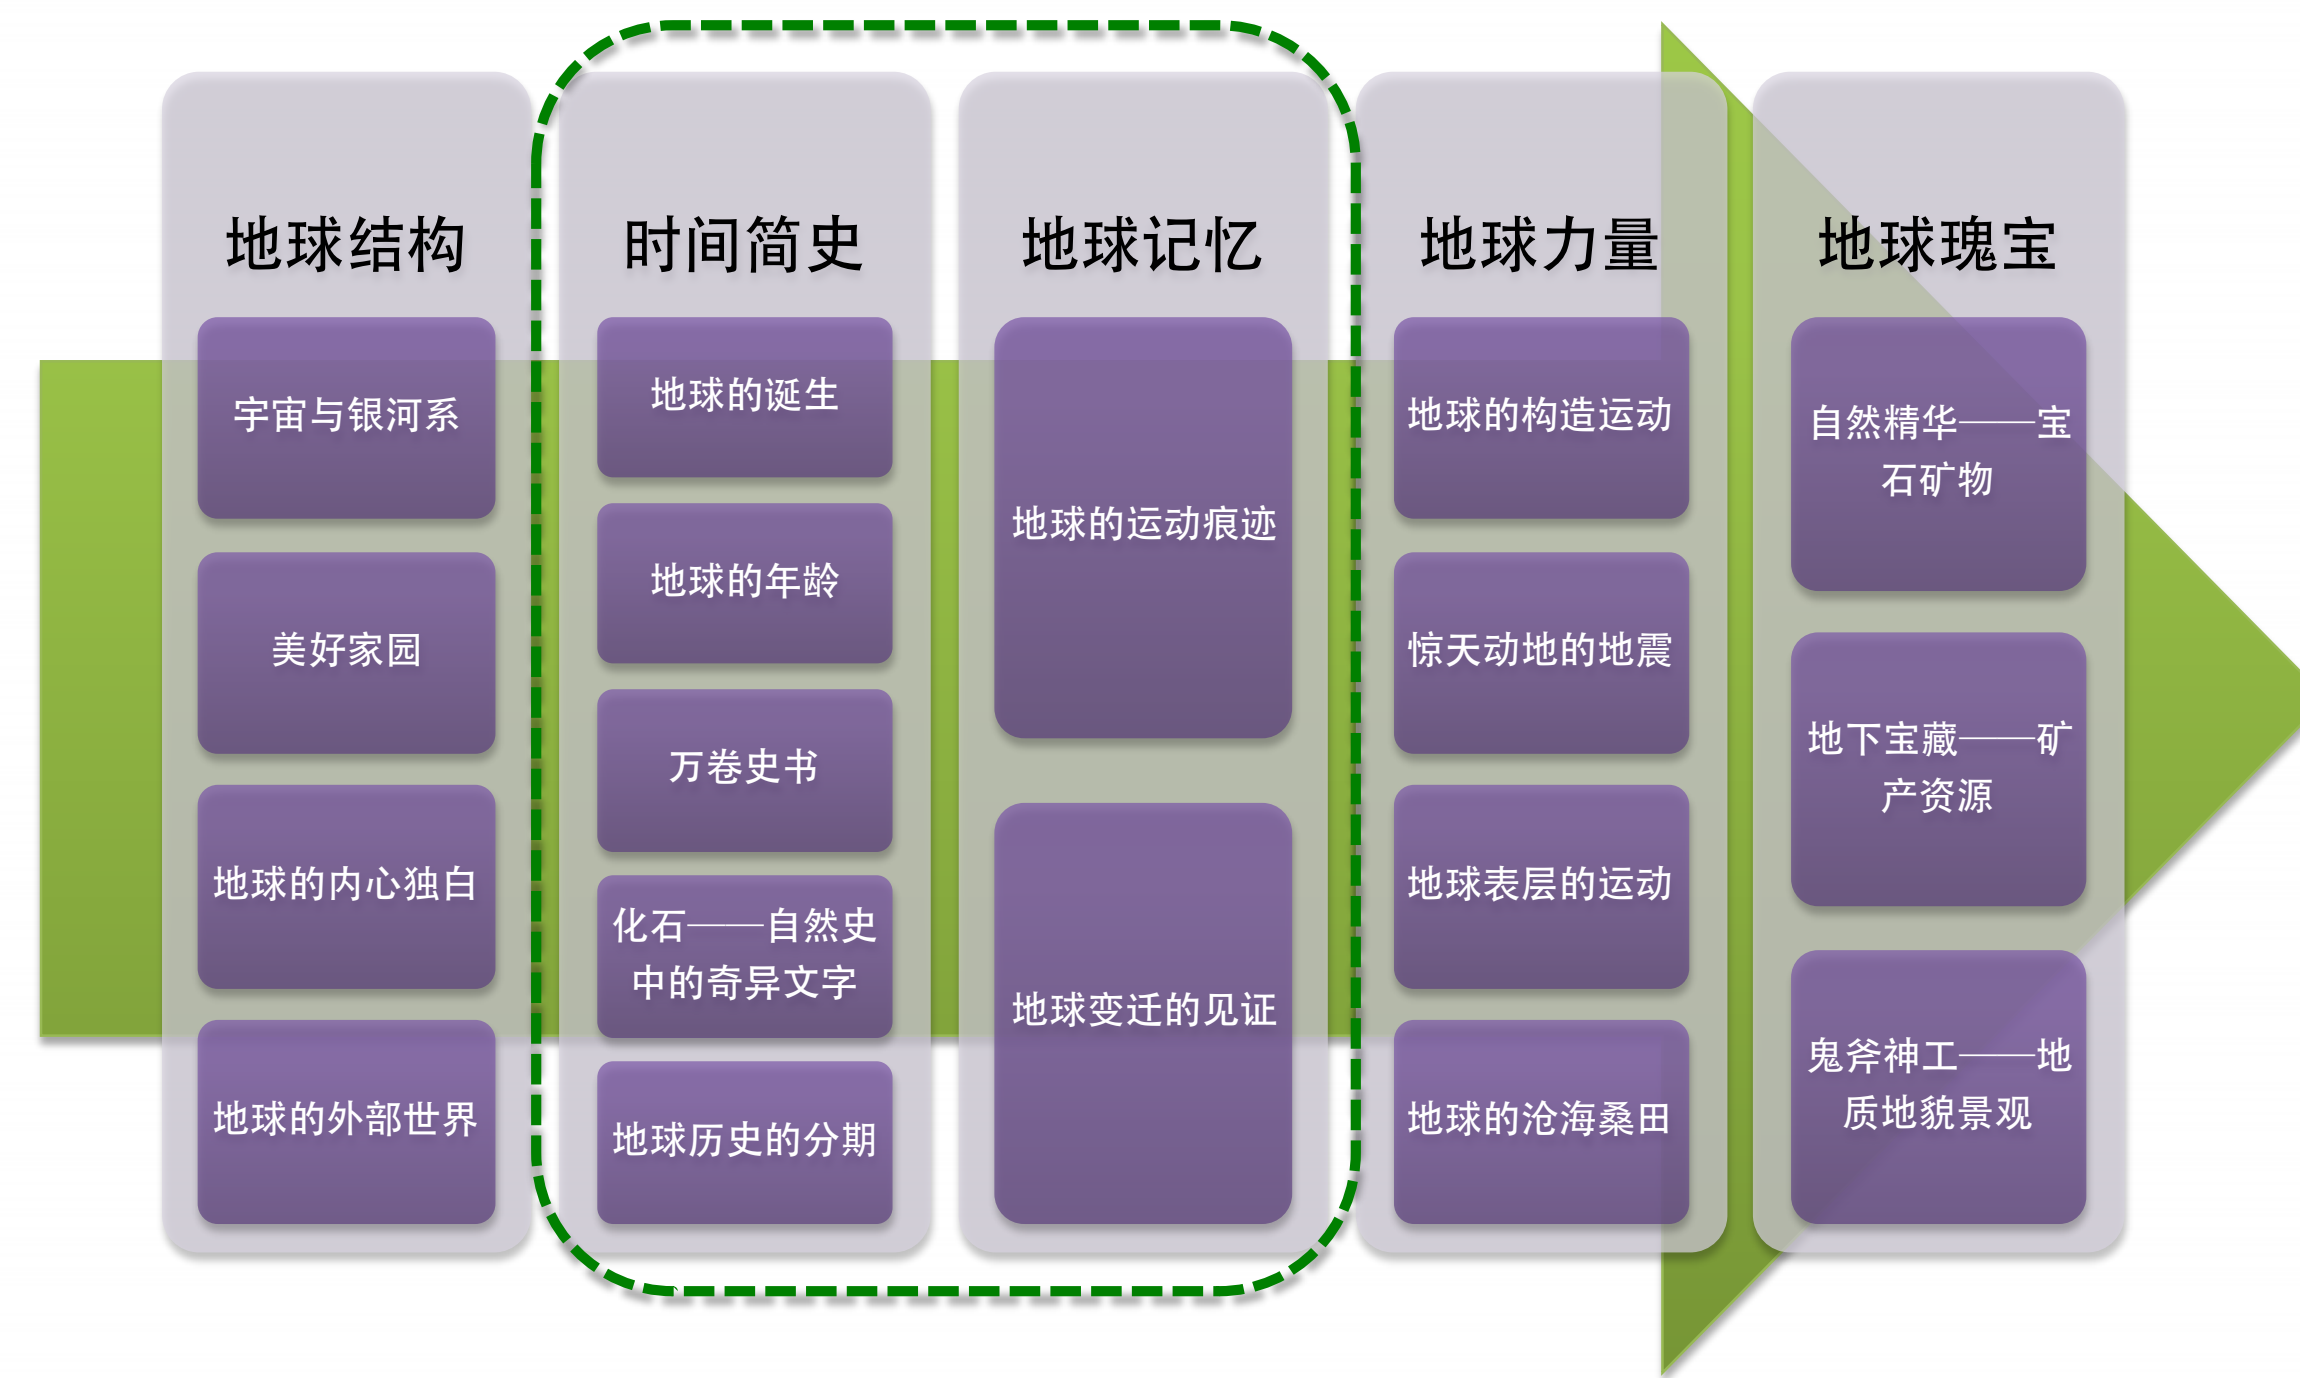 地球结构
宇宙与银河系
美好家园
地球的内心独白
地球的外部世界
时间简史
地球的诞生
地球的年龄
万卷史书
化石——自然史
中的奇异文字
地球历史的分期
地球记忆
地球的运动痕迹
地球变迁的见证
地球力量
地球的构造运动
惊天动地的地震
地球表层的运动
地球的沧海桑田
地球瑰宝
自然精华——宝
石矿物
地下宝藏——矿
产资源
鬼斧神工——地
质地貌景观